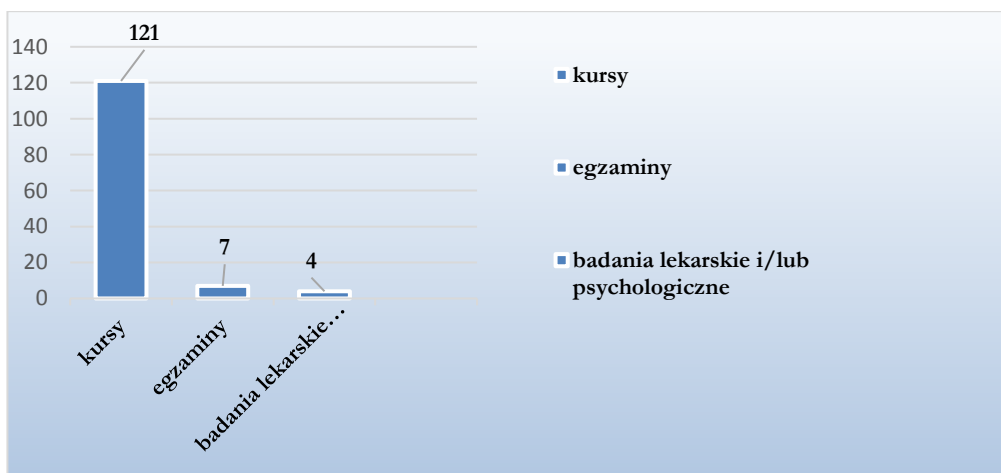 121
140
120
100
80
60
40
20
0
7
4
kursy
egzaminy
badania lekarskie…
kursy
egzaminy
badania lekarskie i/lub
psychologiczne